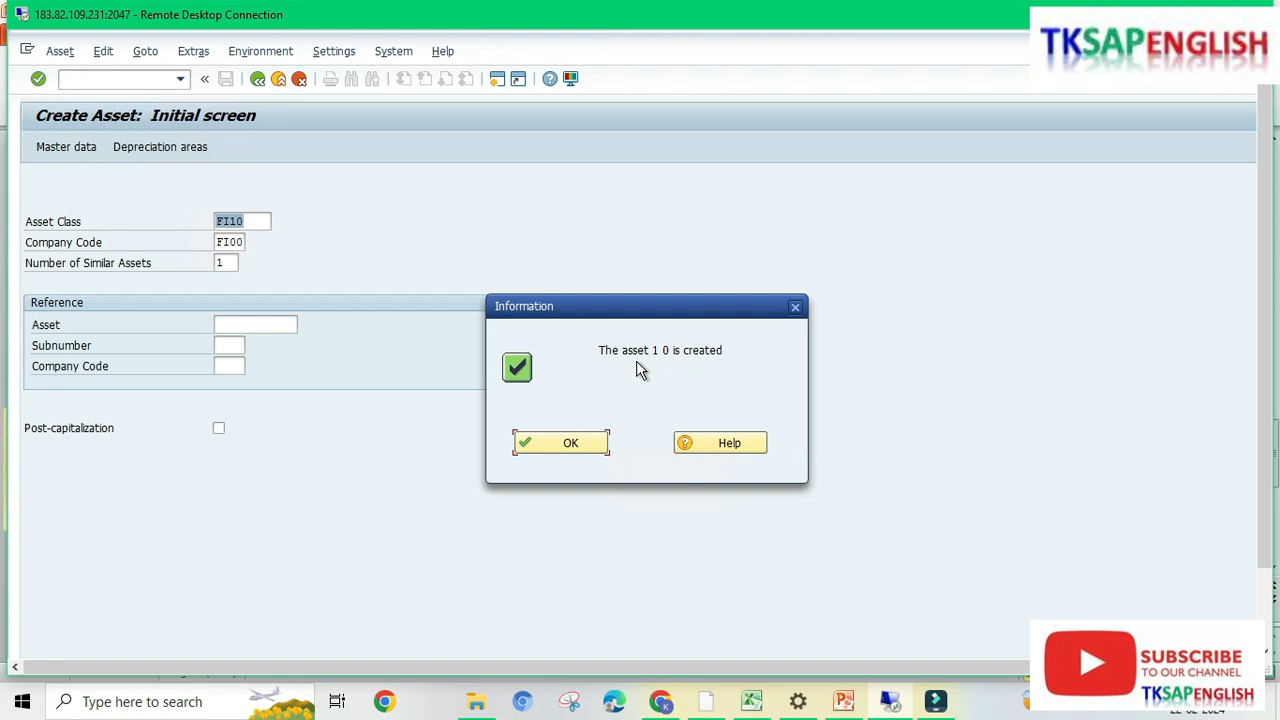 183.82.109.231:2047 - Remote Desktop Connection
TKSAPENGLISH
Asset Edit Goto Extras Environment Settings System Help
Create Asset: Initial screen
Master data Depreciation areas
Asset Class FI10
Company Code FI00
Number of Similar Assets 1
Reference
Asset
Subnumber
Company Code
Post-capitalization
Information
The asset 1 0 is created
OK Help
SUBSCRIBE
TO OUR CHANNEL
TKSAPENGLISH
Type here to search
22-02-2024